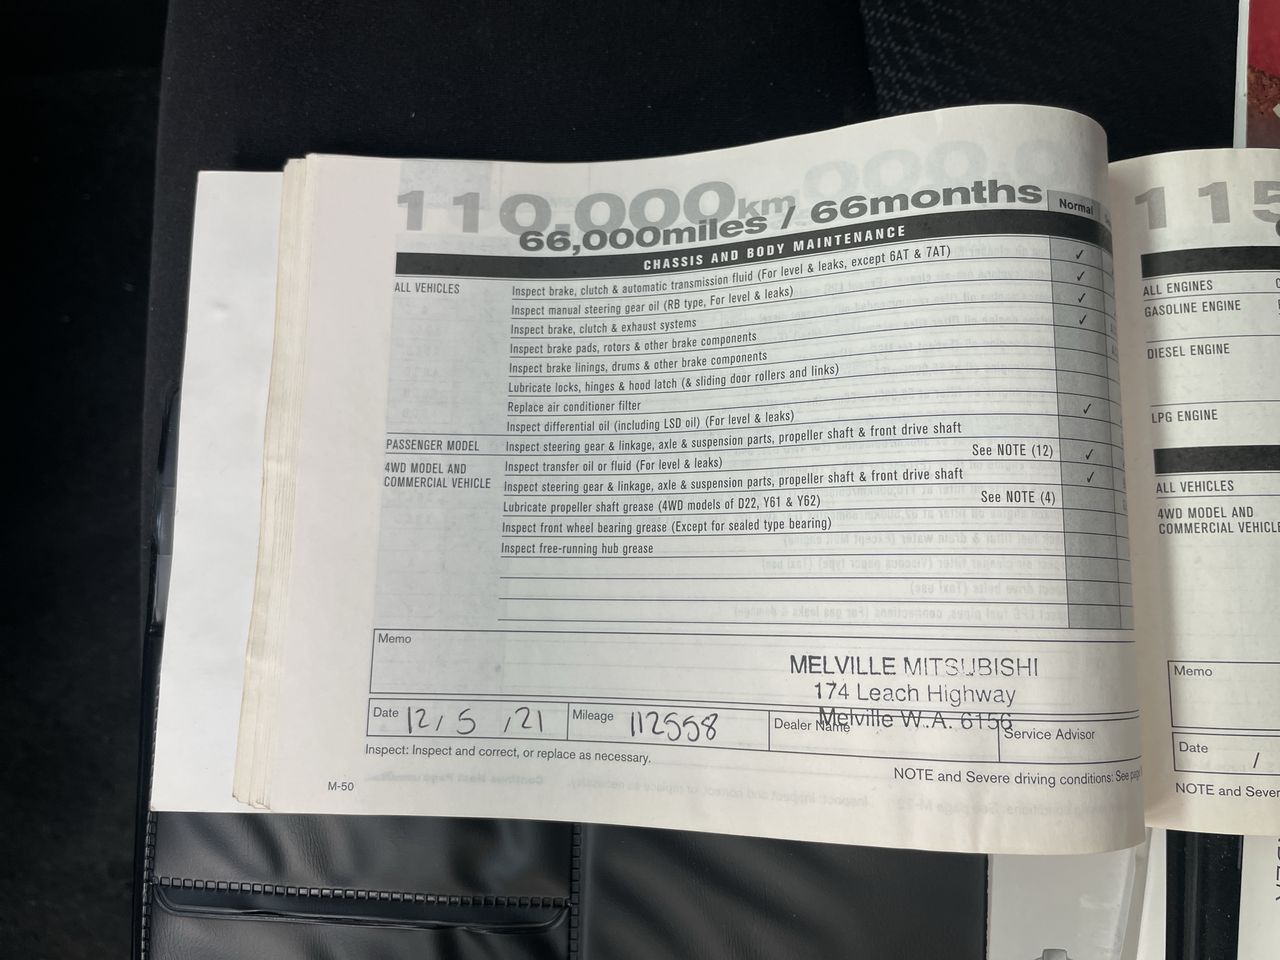 110,000km
66,000miles / 66months
Normal
CHASSIS AND BODY MAINTENANCE
ALL VEHICLES
Inspect brake, clutch & automatic transmission fluid (For level & leaks, except 6AT & 7AT) ✓
Inspect manual steering gear oil (RB type, For level & leaks) ✓
Inspect brake, clutch & exhaust systems ✓
Inspect brake pads, rotors & other brake components ✓
Inspect brake linings, drums & other brake components
Lubricate locks, hinges & hood latch (& sliding door rollers and links)
Replace air conditioner filter
Inspect differential oil (including LSD oil) (For level & leaks) ✓
PASSENGER MODEL
Inspect steering gear & linkage, axle & suspension parts, propeller shaft & front drive shaft
See NOTE (12)
4WD MODEL AND
COMMERCIAL VEHICLE
Inspect transfer oil or fluid (For level & leaks) ✓
Inspect steering gear & linkage, axle & suspension parts, propeller shaft & front drive shaft ✓
See NOTE (4)
Lubricate propeller shaft grease (4WD models of D22, Y61 & Y62)
Inspect front wheel bearing grease (Except for sealed type bearing)
Inspect free-running hub grease
Memo
MELVILLE MITSUBISHI
174 Leach Highway
Melville W.A. 6156
Date 12/5/21
Mileage 112558
Dealer Name
Service Advisor
Inspect: Inspect and correct, or replace as necessary.
NOTE and Severe driving conditions: See page
M-50
115
ALL ENGINES
GASOLINE ENGINE
DIESEL ENGINE
LPG ENGINE
ALL VEHICLES
4WD MODEL AND
COMMERCIAL VEHICLE
Memo
Date /
NOTE and Sever